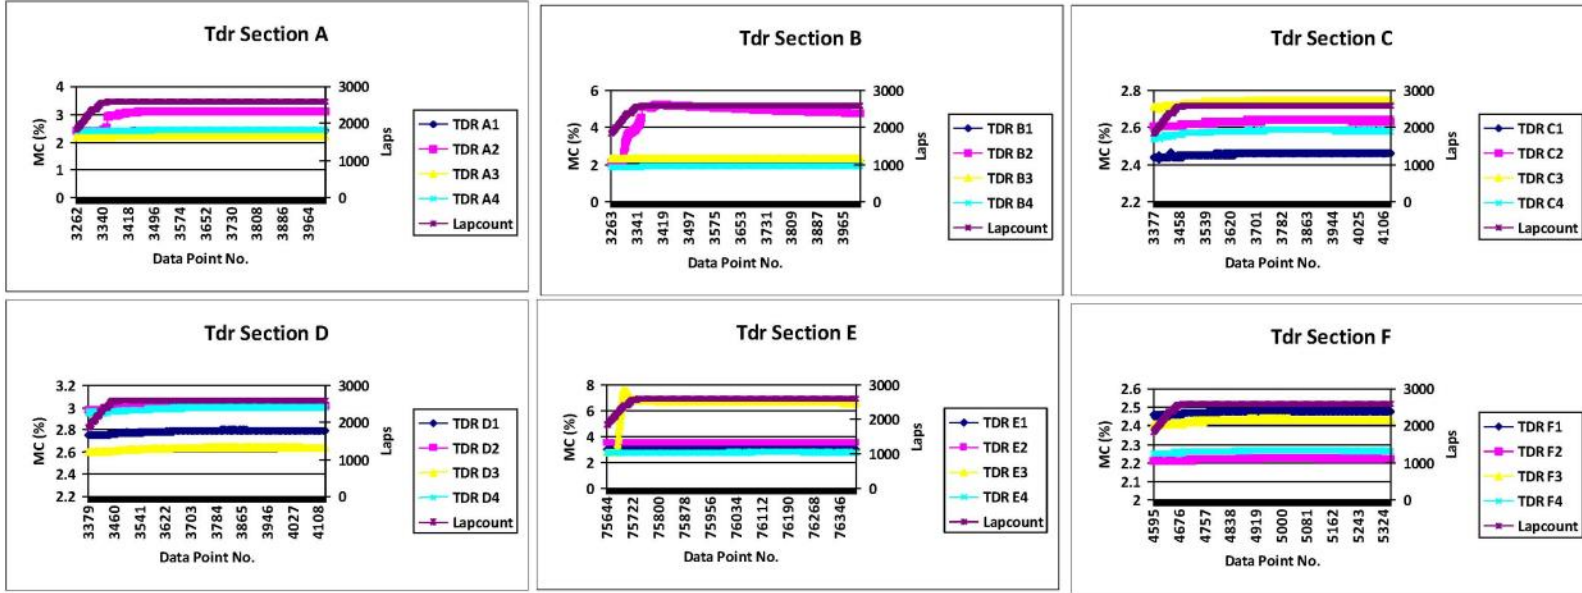 Tdr Section A
MC (%)
4
3
2
1
0
3262
3340
3418
3496
3574
3652
3730
3808
3886
3964
3000
2000
1000
0
Laps
Data Point No.
TDR A1
TDR A2
TDR A3
TDR A4
Lapcount
Tdr Section B
MC (%)
6
4
2
0
3263
3341
3419
3497
3575
3653
3731
3809
3887
3965
3000
2000
1000
0
Laps
Data Point No.
TDR B1
TDR B2
TDR B3
TDR B4
Lapcount
Tdr Section C
MC (%)
2.8
2.6
2.4
2.2
3377
3458
3539
3620
3701
3782
3863
3944
4025
4106
3000
2000
1000
0
Laps
Data Point No.
TDR C1
TDR C2
TDR C3
TDR C4
Lapcount
Tdr Section D
MC (%)
3.2
3
2.8
2.6
2.4
2.2
3379
3460
3541
3622
3703
3784
3865
3946
4027
4108
3000
2000
1000
0
Laps
Data Point No.
TDR D1
TDR D2
TDR D3
TDR D4
Lapcount
Tdr Section E
MC (%)
8
6
4
2
0
75644
75722
75800
75878
75956
76034
76112
76190
76268
76346
3000
2000
1000
0
Laps
Data Point No.
TDR E1
TDR E2
TDR E3
TDR E4
Lapcount
Tdr Section F
MC (%)
2.6
2.5
2.4
2.3
2.2
2.1
2
4595
4676
4757
4838
4919
5000
5081
5162
5243
5324
3000
2000
1000
0
Laps
Data Point No.
TDR F1
TDR F2
TDR F3
TDR F4
Lapcount